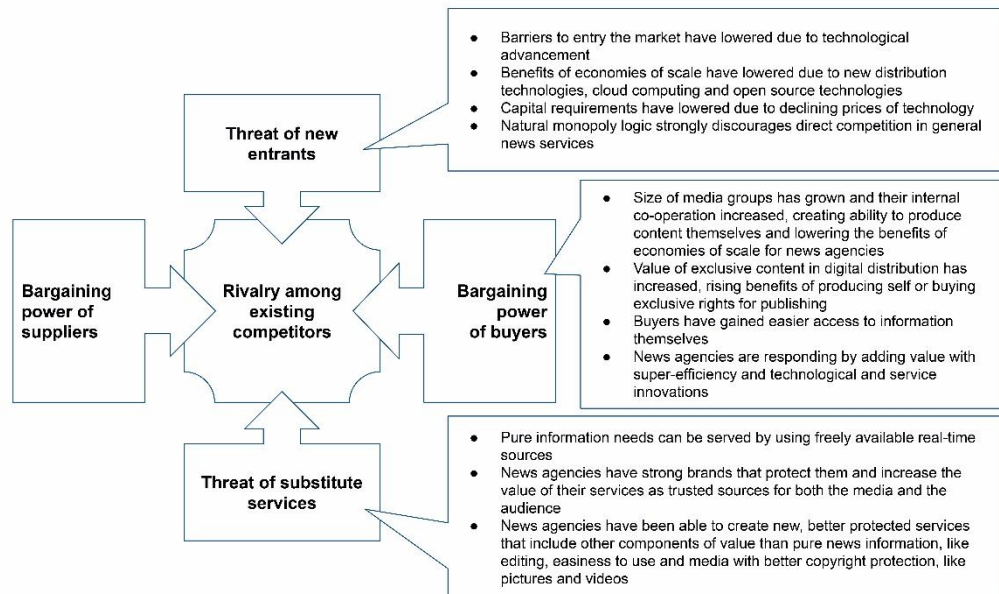 ● Barriers to entry the market have lowered due to technological
advancement
● Benefits of economies of scale have lowered due to new distribution
technologies, cloud computing and open source technologies
● Capital requirements have lowered due to declining prices of technology
● Natural monopoly logic strongly discourages direct competition in general
news services
Threat of new
entrants
● Size of media groups has grown and their internal
co-operation increased, creating ability to produce
content themselves and lowering the benefits of
economies of scale for news agencies
● Value of exclusive content in digital distribution has
increased, rising benefits of producing self or buying
exclusive rights for publishing
● Buyers have gained easier access to information
themselves
● News agencies are responding by adding value with
super-efficiency and technological and service
innovations
Bargaining
power of
suppliers
Rivalry among
existing
competitors
Bargaining
power
of buyers
Threat of substitute
services
● Pure information needs can be served by using freely available real-time
sources
● News agencies have strong brands that protect them and increase the
value of their services as trusted sources for both the media and the
audience
● News agencies have been able to create new, better protected services
that include other components of value than pure news information, like
editing, easiness to use and media with better copyright protection, like
pictures and videos